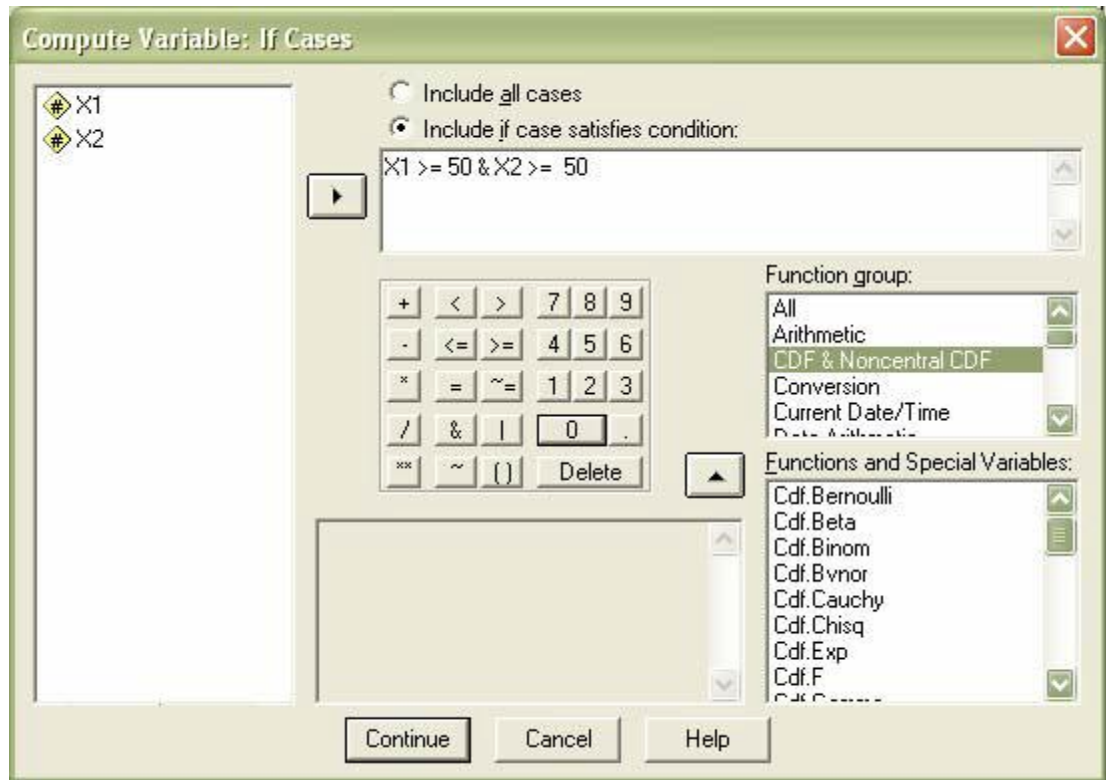 Compute Variable: If Cases
X1
X2
Include all cases
Include if case satisfies condition:
X1 >= 50 & X2 >=  50
+ < > 7 8 9
- <= >= 4 5 6
* = ~= 1 2 3
/ & | 0 .
** ~ () Delete
Function group:
All
Arithmetic
CDF & Noncentral CDF
Conversion
Current Date/Time
Date Arithmetic
Functions and Special Variables:
Cdf.Bernoulli
Cdf.Beta
Cdf.Binom
Cdf.Bvnor
Cdf.Cauchy
Cdf.Chisq
Cdf.Exp
Cdf.F
Continue Cancel Help